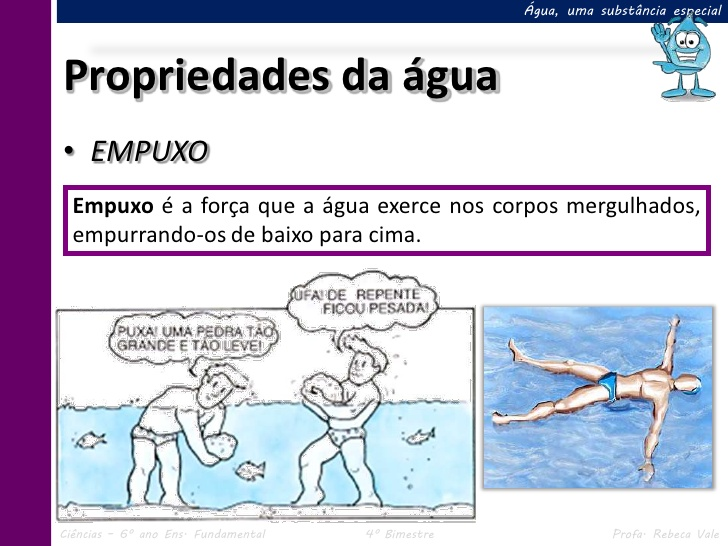 Água, uma substância especial
Propriedades da água
• EMPUXO
Empuxo é a força que a água exerce nos corpos mergulhados,
empurrando-os de baixo para cima.
PUXA! UMA PEDRA TÃO
GRANDE E TÃO LEVE!
UFA! DE REPENTE
FICOU PESADA!
Ciências – 6º ano Ens. Fundamental
4º Bimestre
Profa. Rebeca Vale